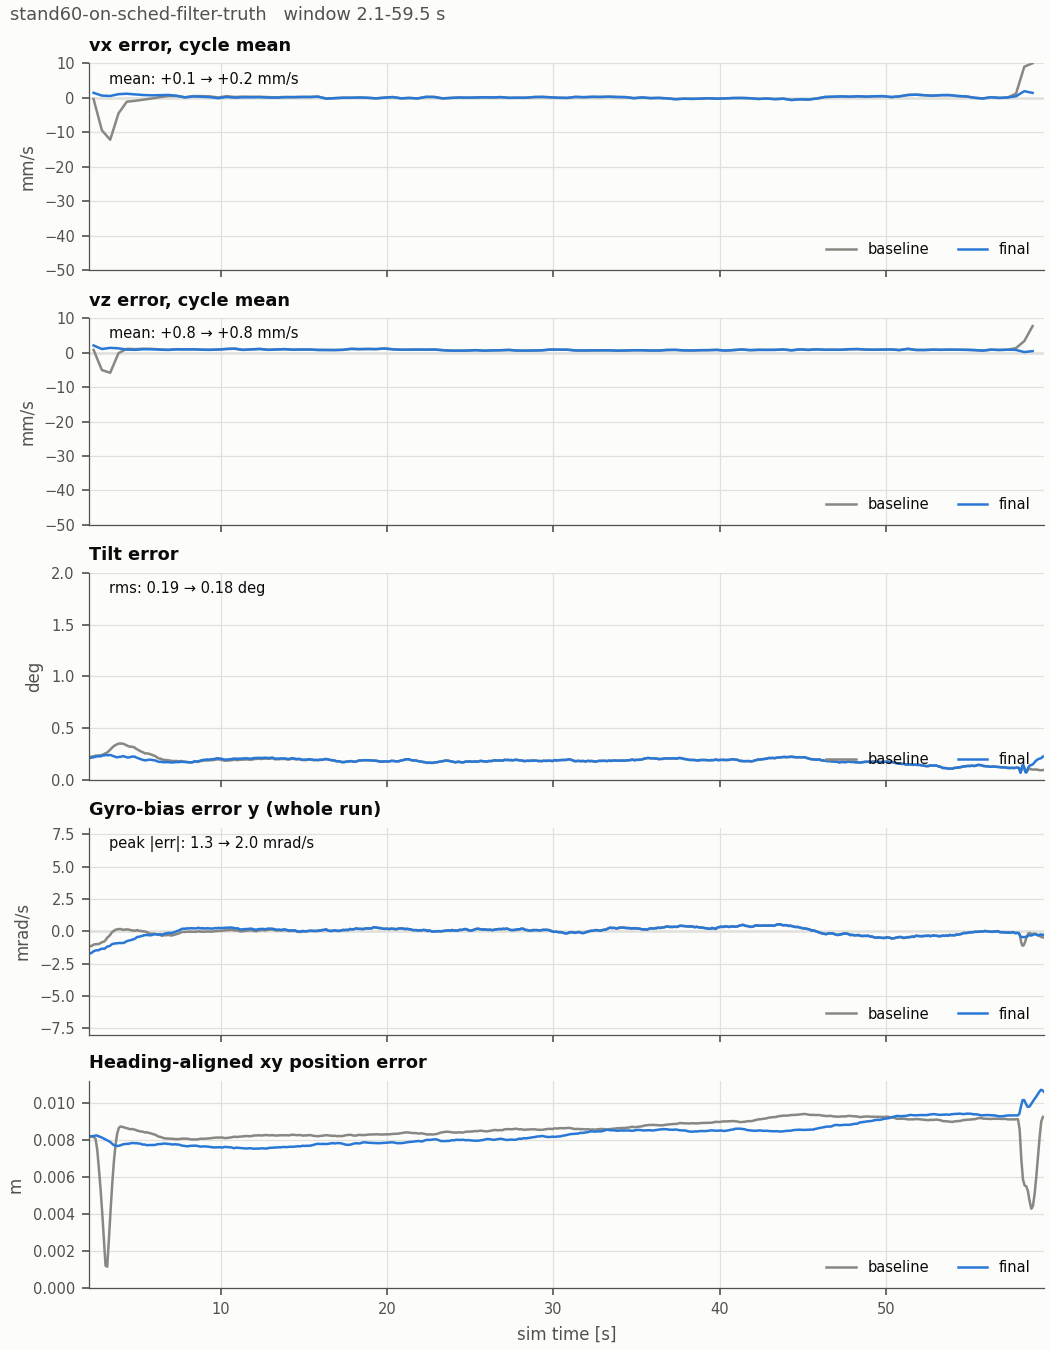 stand60-on-sched-filter-truth   window 2.1-59.5 s
vx error, cycle mean
mean: +0.1 → +0.2 mm/s
10
0
−10
−20
−30
−40
−50
mm/s
baseline
final
vz error, cycle mean
mean: +0.8 → +0.8 mm/s
10
0
−10
−20
−30
−40
−50
mm/s
baseline
final
Tilt error
rms: 0.19 → 0.18 deg
2.0
1.5
1.0
0.5
0.0
deg
baseline
final
Gyro-bias error y (whole run)
peak |err|: 1.3 → 2.0 mrad/s
7.5
5.0
2.5
0.0
−2.5
−5.0
−7.5
mrad/s
baseline
final
Heading-aligned xy position error
0.010
0.008
0.006
0.004
0.002
0.000
m
baseline
final
10 20 30 40 50
sim time [s]